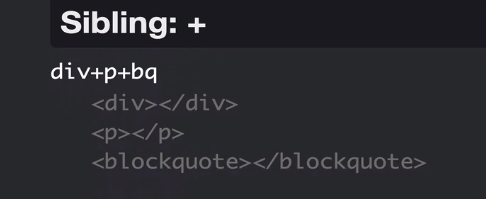 Sibling: +
div+p+bq
<div></div>
<p></p>
<blockquote></blockquote>